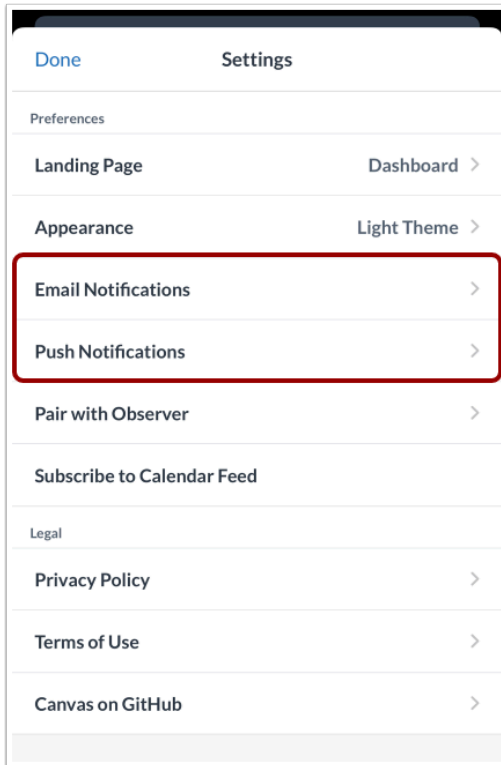 Done Settings
Preferences
Landing Page Dashboard
Appearance Light Theme
Email Notifications
Push Notifications
Pair with Observer
Subscribe to Calendar Feed
Legal
Privacy Policy
Terms of Use
Canvas on GitHub